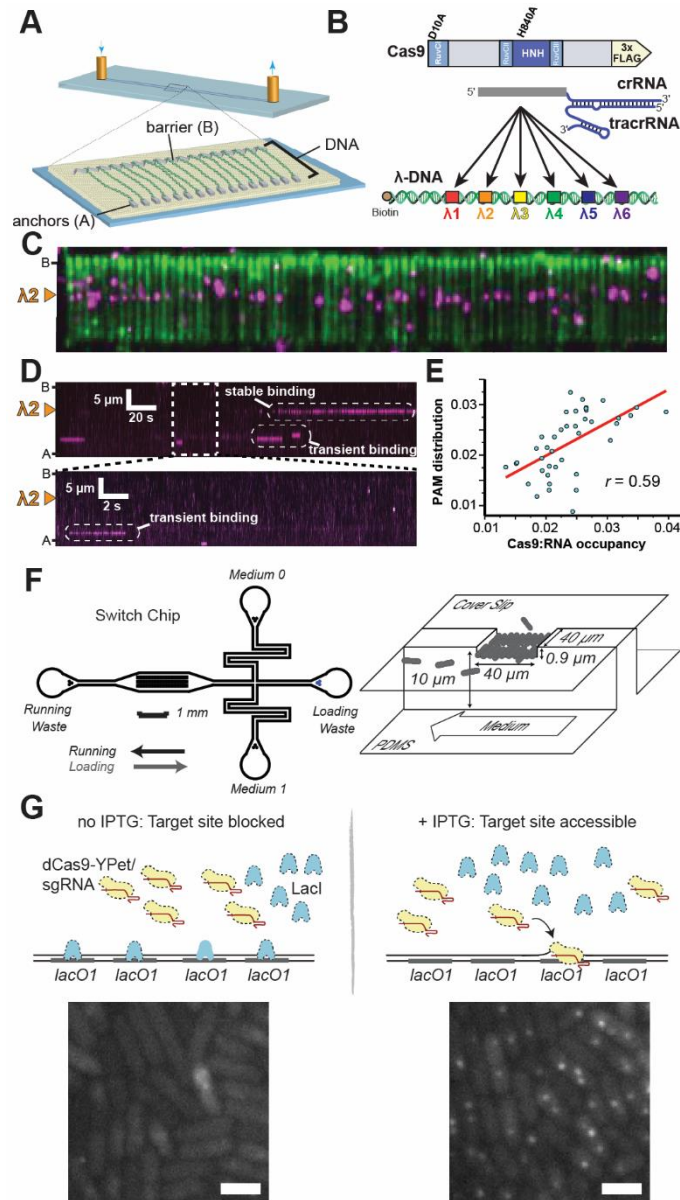 A
barrier (B)
DNA
anchors (A)
B
D10A
H840A
Cas9
RuvCI
RuvCII
HNH
RuvCIII
3x
FLAG
crRNA
5'
3'
tracrRNA
3'
λ-DNA
Biotin
λ1 λ2 λ3 λ4 λ5 λ6
C
B
λ2
D
B
λ2
A
5 µm
20 s
stable binding
transient binding
B
λ2
A
5 µm
2 s
transient binding
E
PAM distribution
0.03
0.02
0.01
r = 0.59
0.01 0.02 0.03 0.04
Cas9:RNA occupancy
F
Switch Chip
Medium 0
Running
Waste
1 mm
Loading
Waste
Running
Loading
Medium 1
Cover Slip
40 µm
0.9 µm
10 µm
40 µm
Medium
PDMS
G
no IPTG: Target site blocked
dCas9-YPet/
sgRNA
LacI
lacO1 lacO1 lacO1 lacO1
+ IPTG: Target site accessible
lacO1 lacO1 lacO1 lacO1